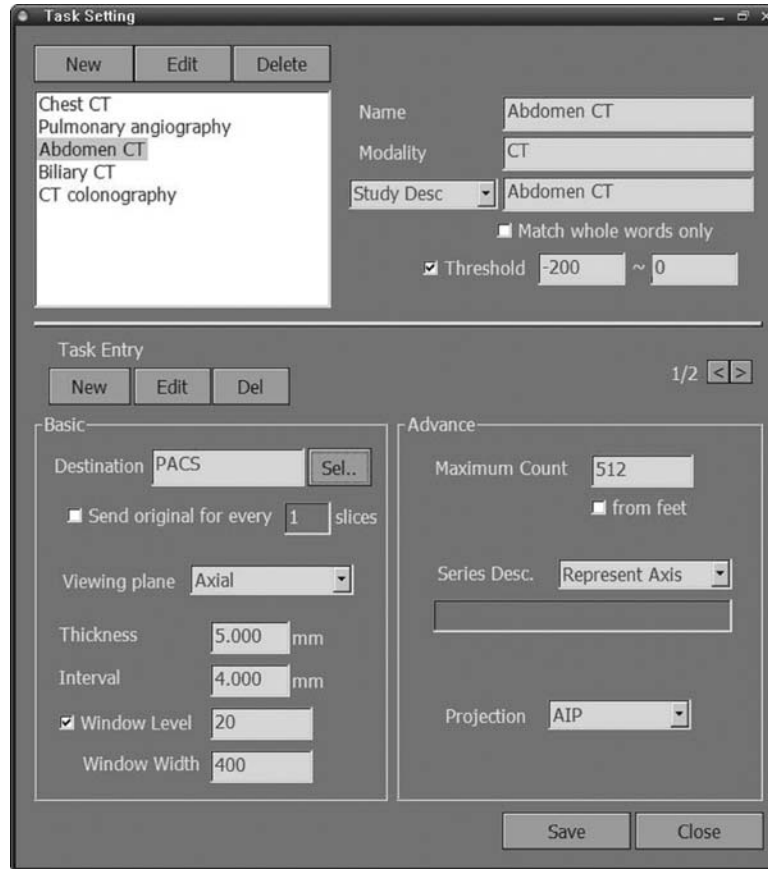 Task Setting
New Edit Delete
Chest CT
Pulmonary angiography
Abdomen CT
Biliary CT
CT colonography
Name Abdomen CT
Modality CT
Study Desc Abdomen CT
Match whole words only
Threshold -200 ~ 0
Task Entry
New Edit Del
1/2 < >
Basic
Destination PACS Sel..
Send original for every 1 slices
Viewing plane Axial
Thickness 5.000 mm
Interval 4.000 mm
Window Level 20
Window Width 400
Advance
Maximum Count 512
from feet
Series Desc. Represent Axis
Projection AIP
Save Close